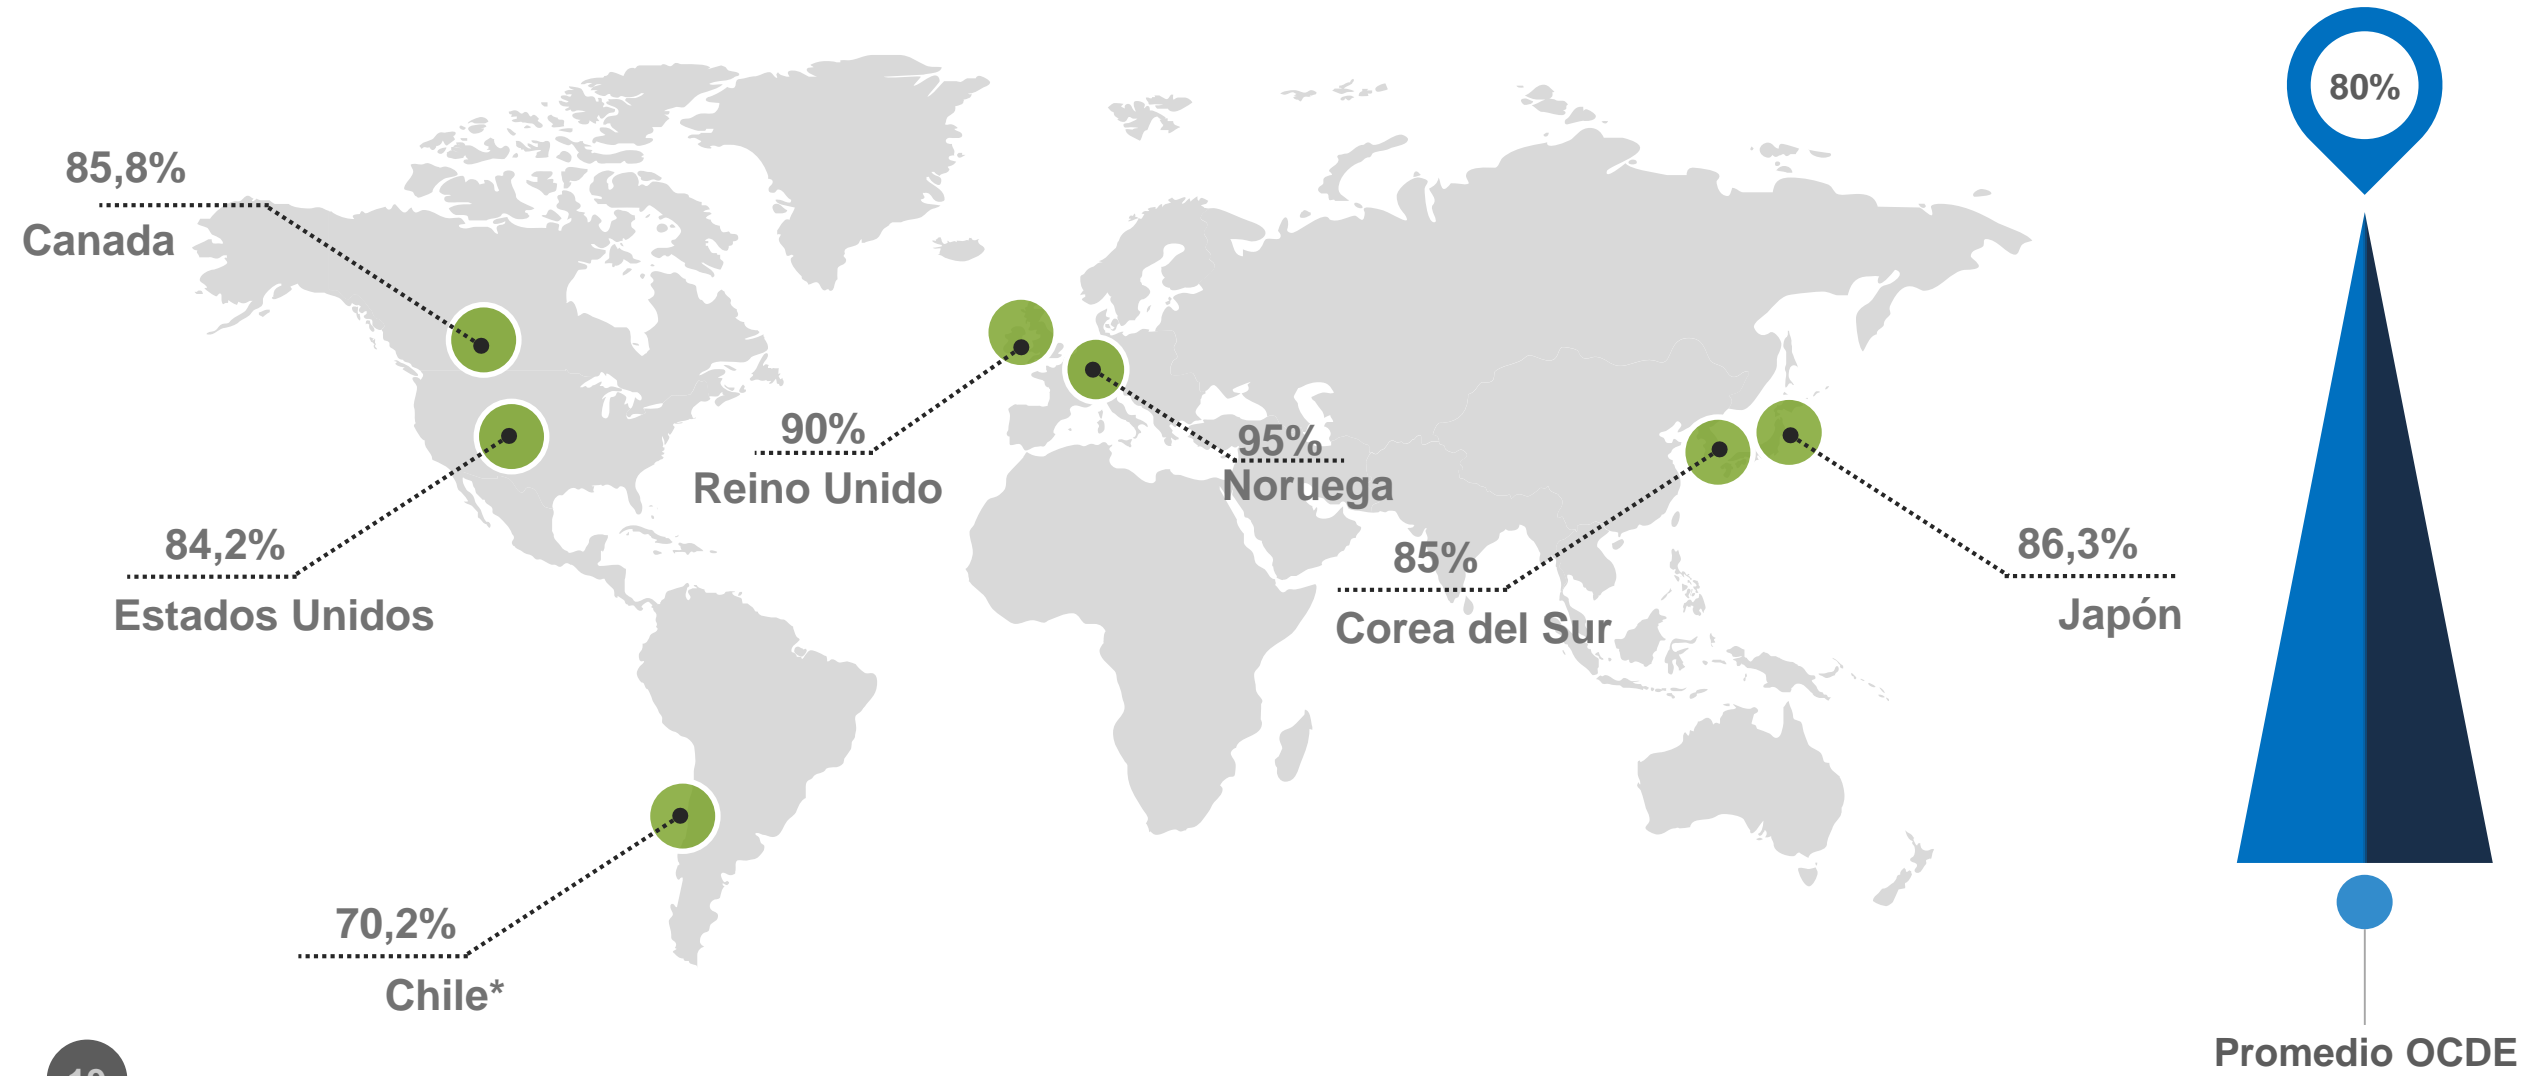 80%
85,8%
Canada
90%
Reino Unido
95%
Noruega
84,2%
Estados Unidos
85%
Corea del Sur
86,3%
Japón
70,2%
Chile*
Promedio OCDE